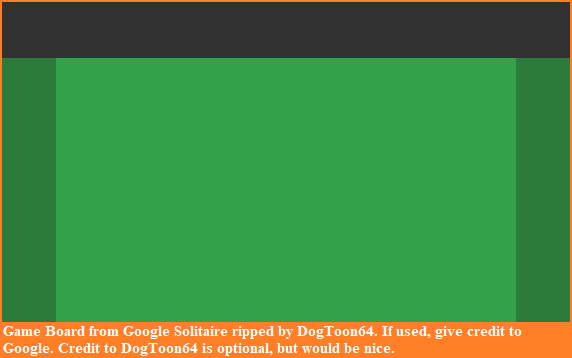 Game Board from Google Solitaire ripped by DogToon64. If used, give credit to
Google. Credit to DogToon64 is optional, but would be nice.